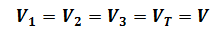 V₁ = V₂ = V₃ = V_T = V